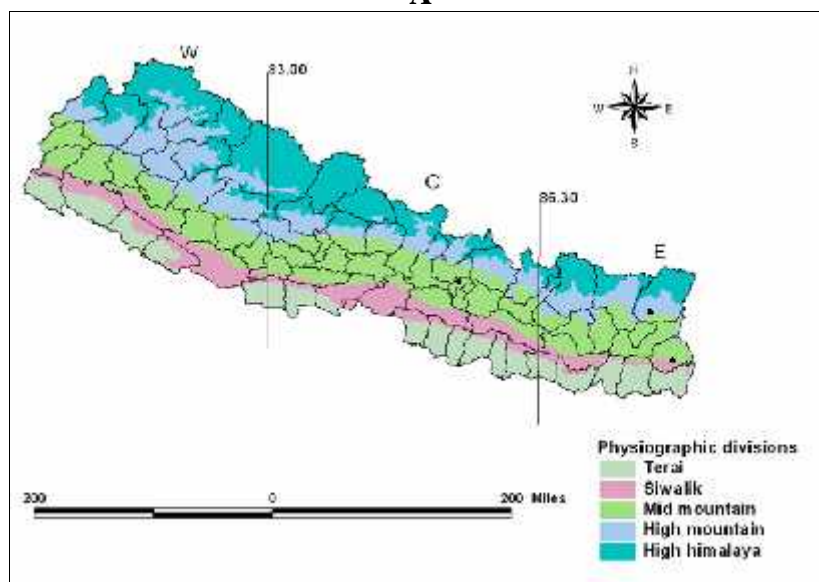 A
W
83.00
N
W E
S
C
86.30
E
Physiographic divisions
Terai
Siwalik
Mid mountain
High mountain
High himalaya
200 0 200 Miles